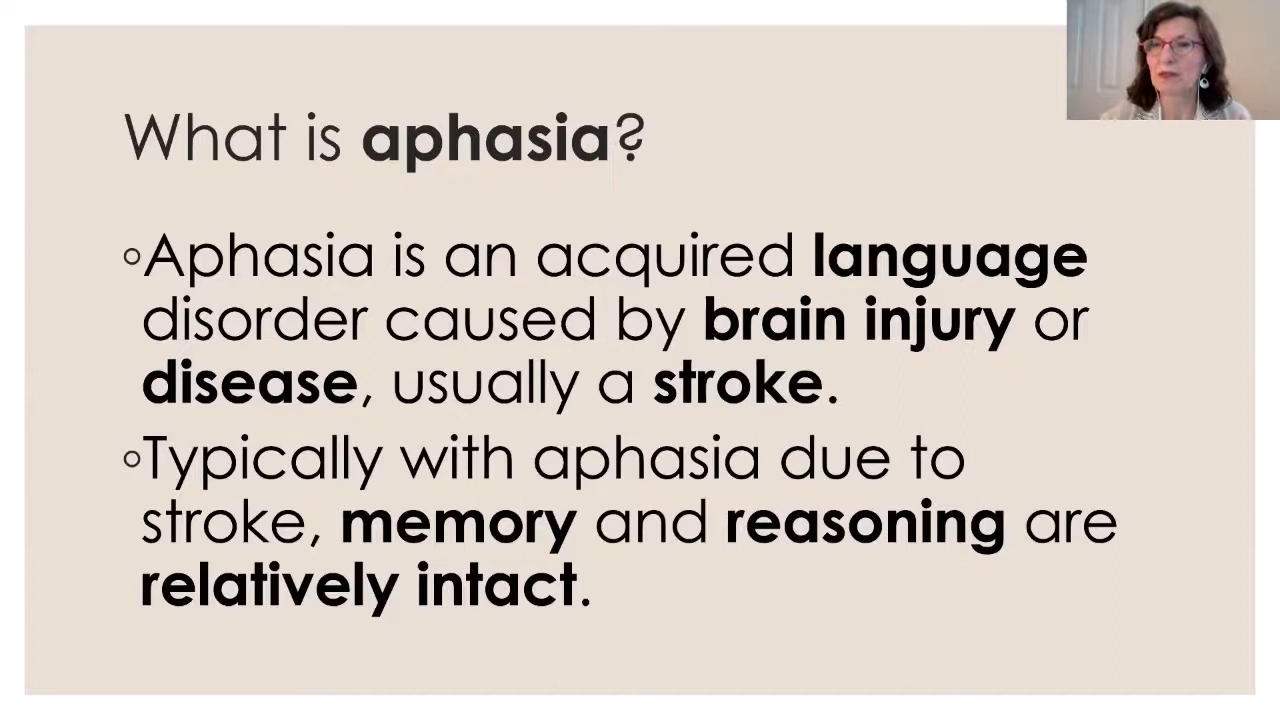 What is aphasia?
◦Aphasia is an acquired language
disorder caused by brain injury or
disease, usually a stroke.
◦Typically with aphasia due to
stroke, memory and reasoning are
relatively intact.